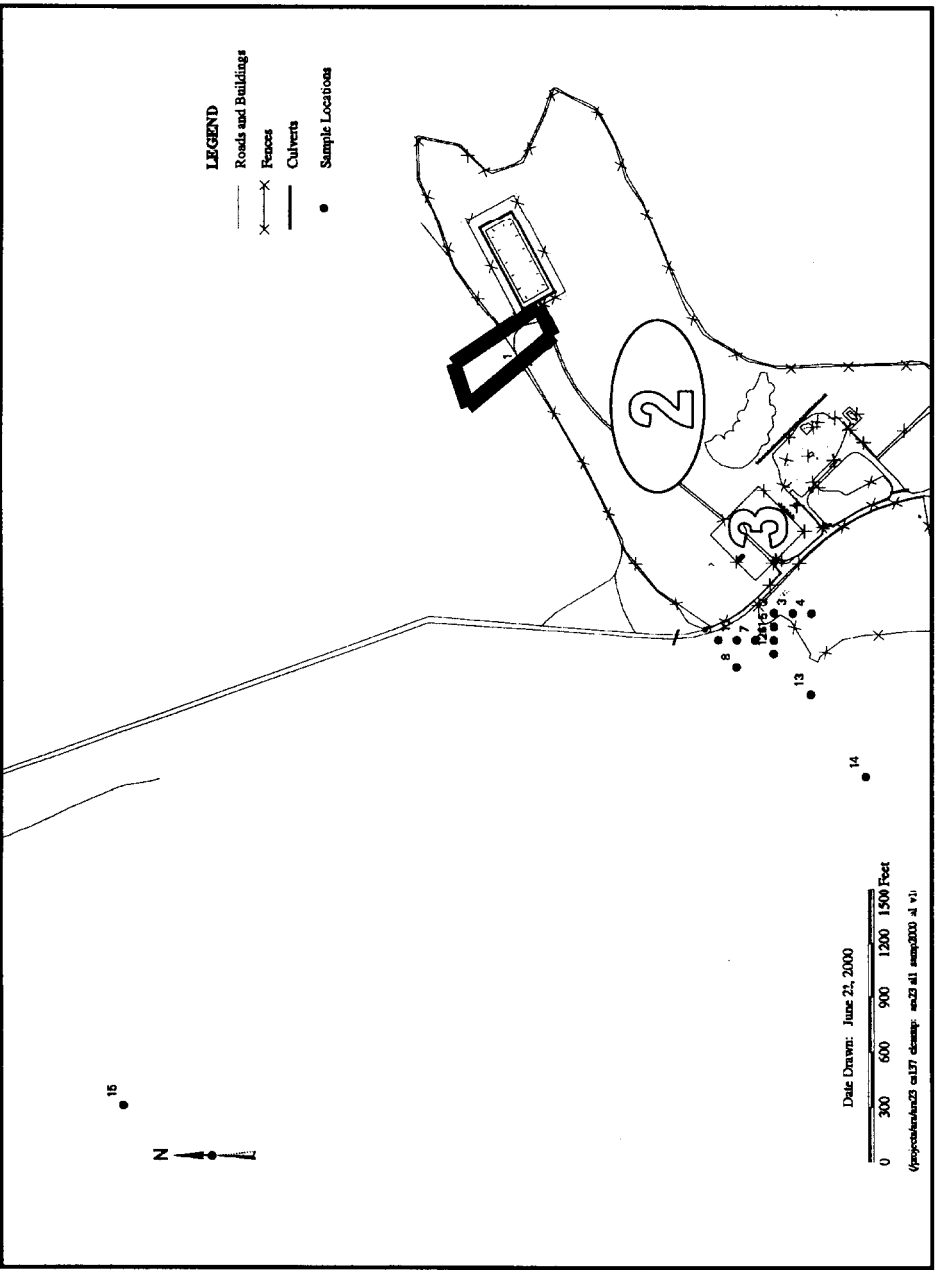 LEGEND
Roads and Buildings
Fences
Culverts
Sample Locations
1
2
3
8
7
3
4
13
14
15
N
Date Drawn: June 22, 2000
0 300 600 900 1200 1500 Feet